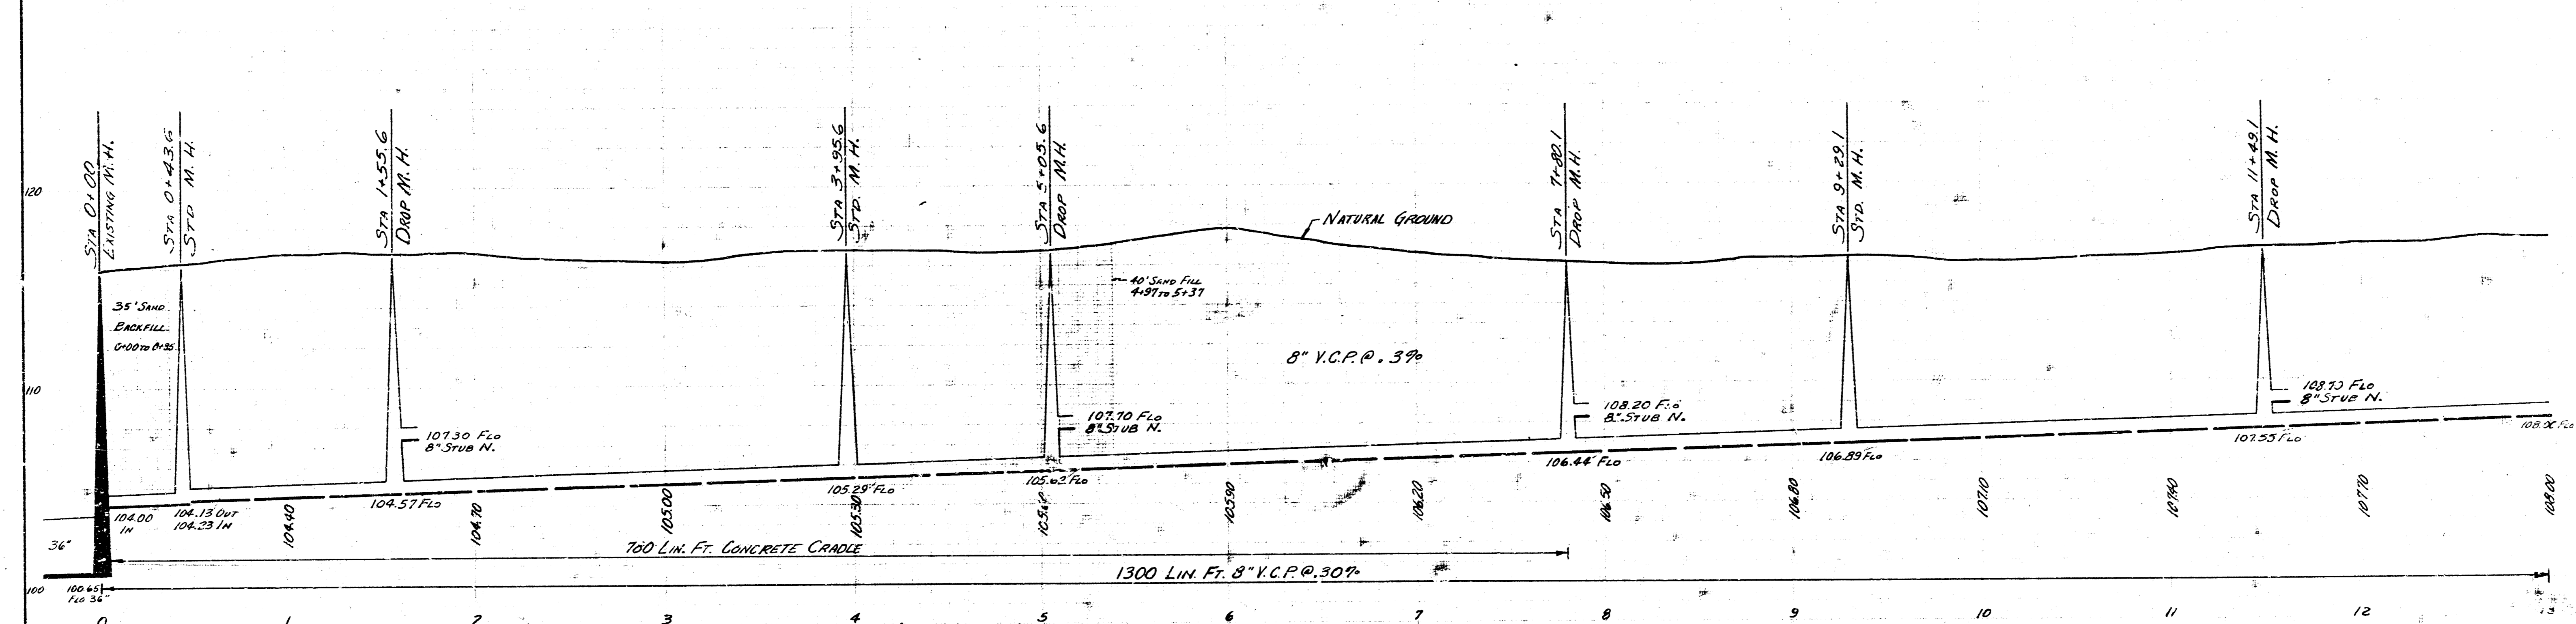 STA 0+00
EXISTING M.H.
STA 0+43.6
STD M.H.
STA 1+55.6
DROP M.H.
STA 3+95.6
STD. M.H.
STA 5+05.6
DROP M.H.
STA 7+80.1
DROP M.H.
STA 9+29.1
STD. M.H.
STA 11+49.1
DROP M.H.
120
NATURAL GROUND
35' SAND
BACKFILL
0+00 TO 0+35
40' SAND FILL
4+97 TO 5+37
8" V.C.P. @ .3%
110
107.30 FLO
8" STUB N.
107.70 FLO
8" STUB N.
108.20 FLO
8" STUB N.
FLO
8" STUB N.
104.00
IN
104.13 OUT
104.23 IN
104.57 FLO
105.29 FLO
FLO
106.44 FLO
106.89 FLO
107.55 FLO
FLO
104.40
104.70
105.00
105.30
105.60
105.90
106.20
106.50
106.80
107.10
107.40
107.70
108.00
36"
780 LIN. FT. CONCRETE CRADLE
1300 LIN. FT. 8" V.C.P. @ .30%
100
100.65
FLO 36"
0 1 2 3 4 5 6 7 8 9 10 11 12 13